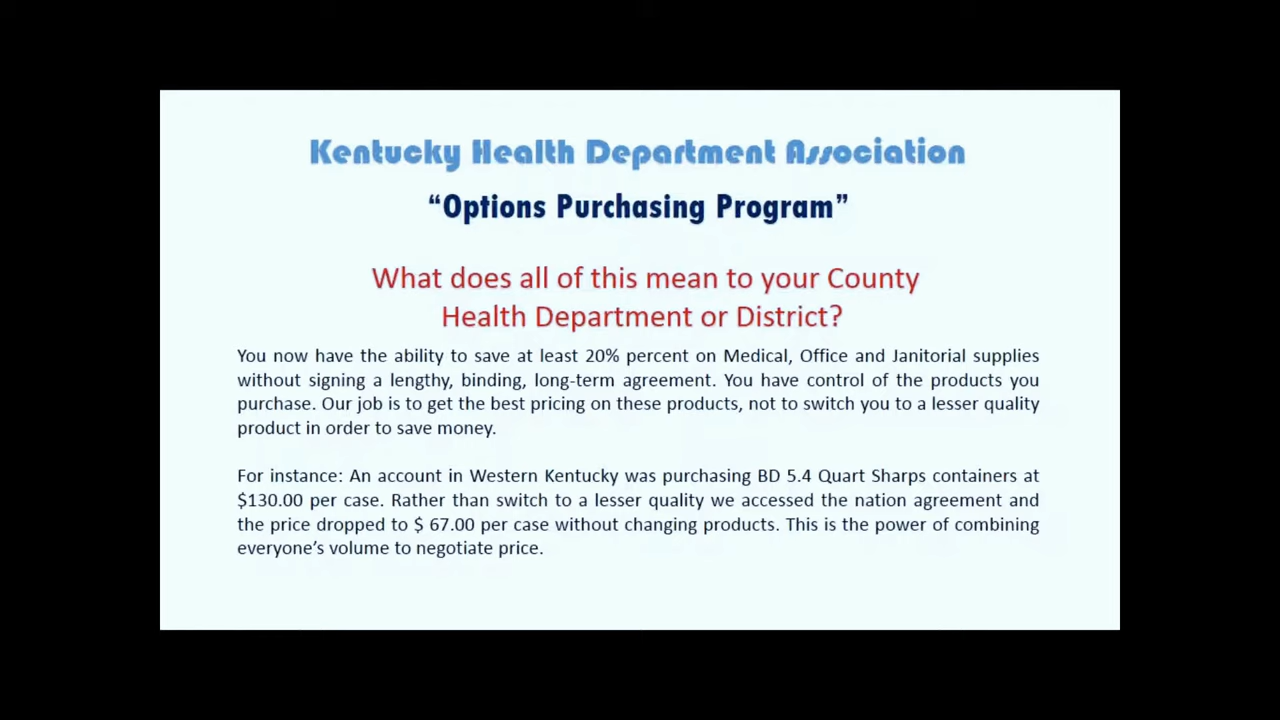 Kentucky Health Department Association
“Options Purchasing Program”
What does all of this mean to your County
Health Department or District?
You now have the ability to save at least 20% percent on Medical, Office and Janitorial supplies
without signing a lengthy, binding, long-term agreement. You have control of the products you
purchase. Our job is to get the best pricing on these products, not to switch you to a lesser quality
product in order to save money.
For instance: An account in Western Kentucky was purchasing BD 5.4 Quart Sharps containers at
$130.00 per case. Rather than switch to a lesser quality we accessed the nation agreement and
the price dropped to $ 67.00 per case without changing products. This is the power of combining
everyone’s volume to negotiate price.